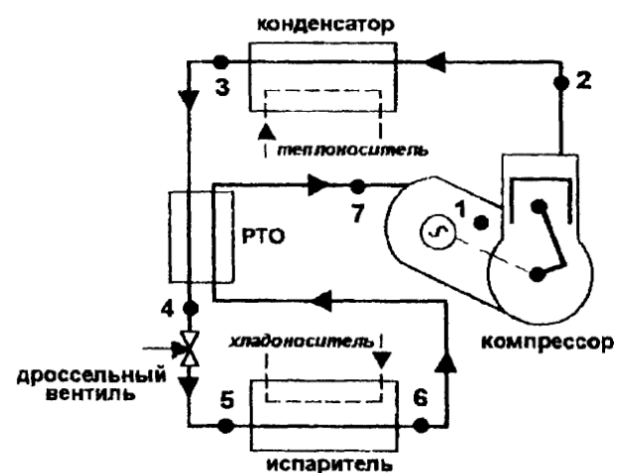 конденсатор
3
2
теплоноситель
7
1
РТО
4
хладоноситель
компрессор
дроссельный
вентиль
5
6
испаритель